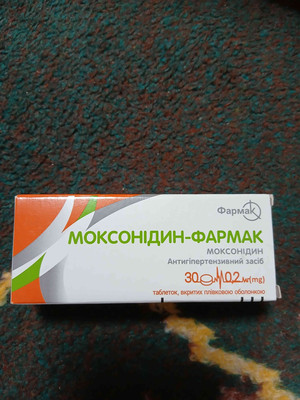 Фармак
МОКСОНІДИН-ФАРМАК
МОКСОНІДИН
Антигіпертензивний засіб
30 0,2 мг(mg)
таблеток, вкритих плівковою оболонкою